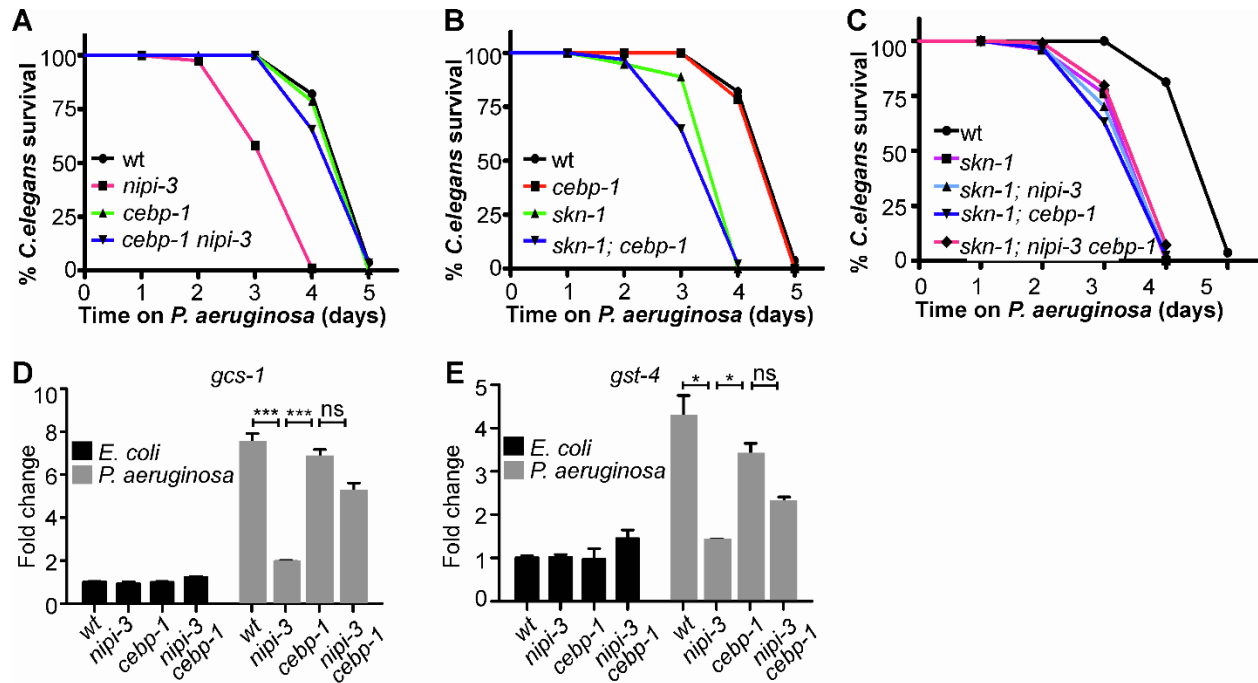 A
% C.elegans survival
100
75
50
25
0
wt
nipi-3
cebp-1
cebp-1 nipi-3
0 1 2 3 4 5
Time on P. aeruginosa (days)
B
% C.elegans survival
100
75
50
25
0
wt
cebp-1
skn-1
skn-1; cebp-1
0 1 2 3 4 5
Time on P. aeruginosa (days)
C
% C.elegans survival
100
75
50
25
0
wt
skn-1
skn-1; nipi-3
skn-1; cebp-1
skn-1; nipi-3 cebp-1
0 1 2 3 4 5
Time on P. aeruginosa (days)
D
gcs-1
Fold change
10
8
6
4
2
0
E. coli
P. aeruginosa
*** *** ns
wt nipi-3 cebp-1 nipi-3
cebp-1
wt nipi-3 cebp-1 nipi-3
cebp-1
E
gst-4
Fold change
5
4
3
2
1
0
E. coli
P. aeruginosa
* * ns
wt nipi-3 cebp-1 nipi-3
cebp-1
wt nipi-3 cebp-1 nipi-3
cebp-1